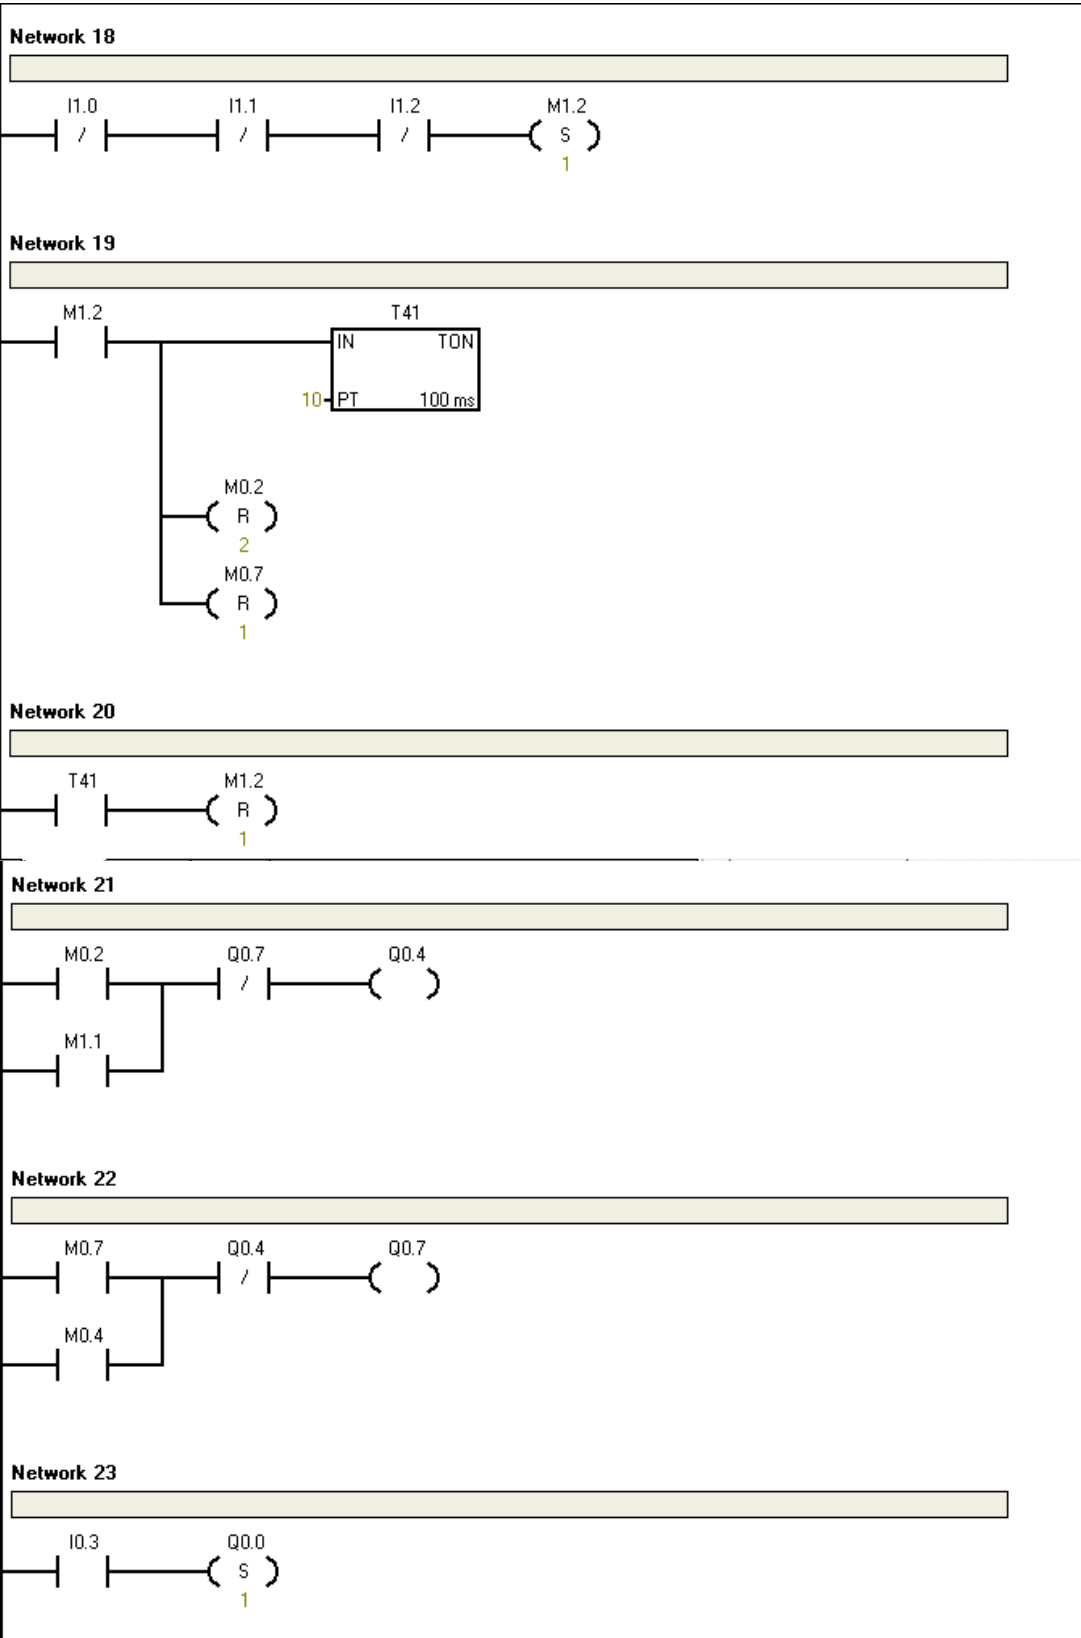 Network 18
I1.0 I1.1 I1.2 M1.2
/ / / S
1
Network 19
M1.2 T41
IN TON
10 PT 100 ms
M0.2
R
2
M0.7
R
1
Network 20
T41 M1.2
R
1
Network 21
M0.2 Q0.7 Q0.4
/
M1.1
Network 22
M0.7 Q0.4 Q0.7
/
M0.4
Network 23
I0.3 Q0.0
S
1